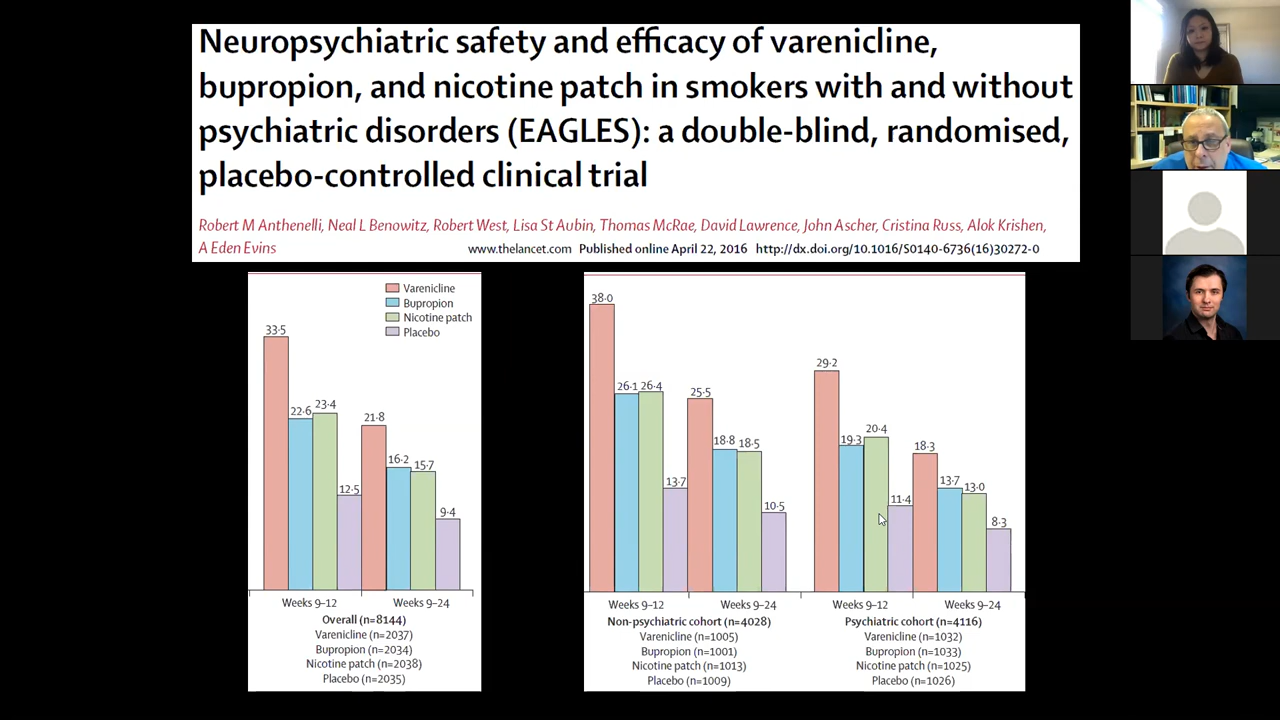 Neuropsychiatric safety and efficacy of varenicline,
bupropion, and nicotine patch in smokers with and without
psychiatric disorders (EAGLES): a double-blind, randomised,
placebo-controlled clinical trial
Robert M Anthenelli, Neal L Benowitz, Robert West, Lisa St Aubin, Thomas McRae, David Lawrence, John Ascher, Cristina Russ, Alok Krishen,
A Eden Evins
www.thelancet.com Published online April 22, 2016 http://dx.doi.org/10.1016/S0140-6736(16)30272-0
Varenicline
Bupropion
Nicotine patch
Placebo
33·5
22·6
23·4
12·5
21·8
16·2
15·7
9·4
Weeks 9–12
Weeks 9–24
Overall (n=8144)
Varenicline (n=2037)
Bupropion (n=2034)
Nicotine patch (n=2038)
Placebo (n=2035)
38·0
26·1
26·4
13·7
25·5
18·8
18·5
10·5
Weeks 9–12
Weeks 9–24
Non-psychiatric cohort (n=4028)
Varenicline (n=1005)
Bupropion (n=1001)
Nicotine patch (n=1013)
Placebo (n=1009)
29·2
19·3
20·4
11·4
18·3
13·7
13·0
8·3
Weeks 9–12
Weeks 9–24
Psychiatric cohort (n=4116)
Varenicline (n=1032)
Bupropion (n=1033)
Nicotine patch (n=1025)
Placebo (n=1026)